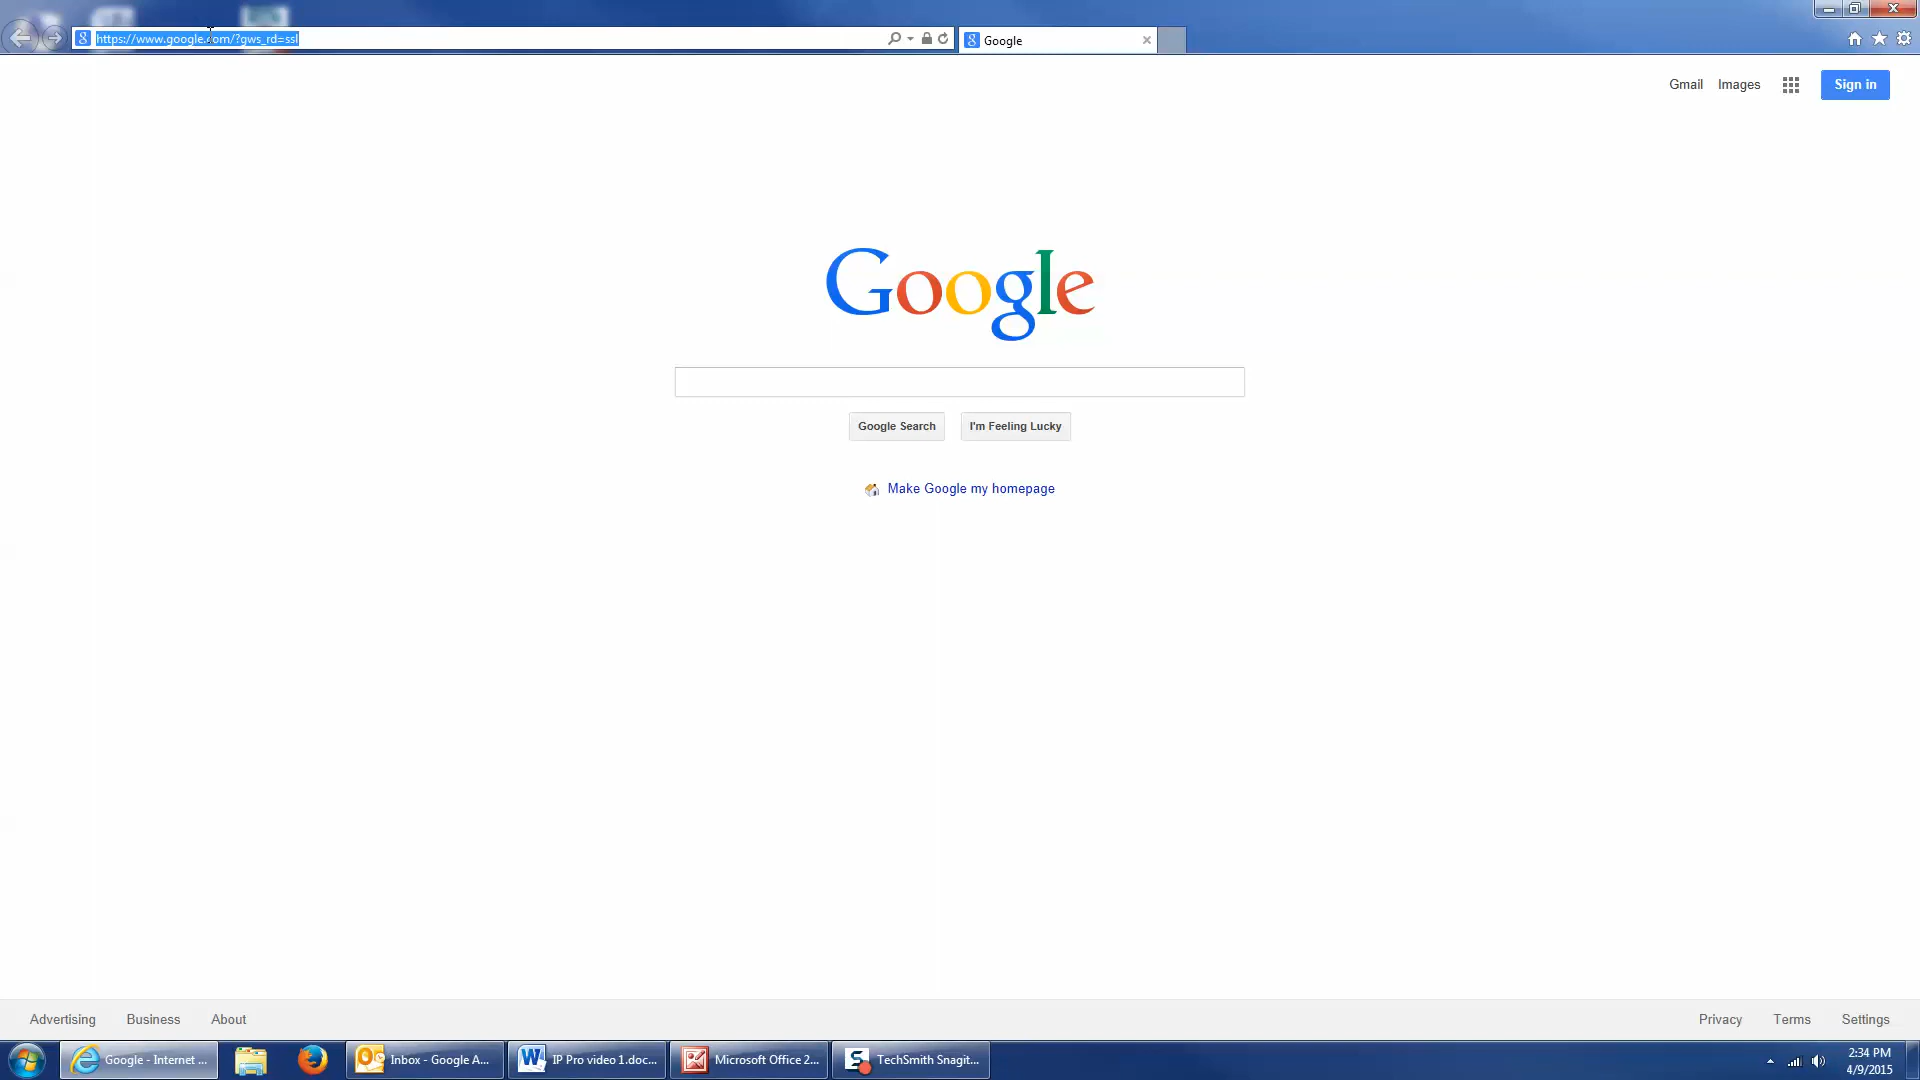 https://www.google.com/?gws_rd=ssl
Google
Gmail Images Sign in
Google
Google Search I'm Feeling Lucky
Make Google my homepage
Advertising Business About Privacy Terms Settings
Google - Internet ... Inbox - Google A... IP Pro video 1.doc... Microsoft Office 2... TechSmith Snagit... 2:34 PM
4/9/2015